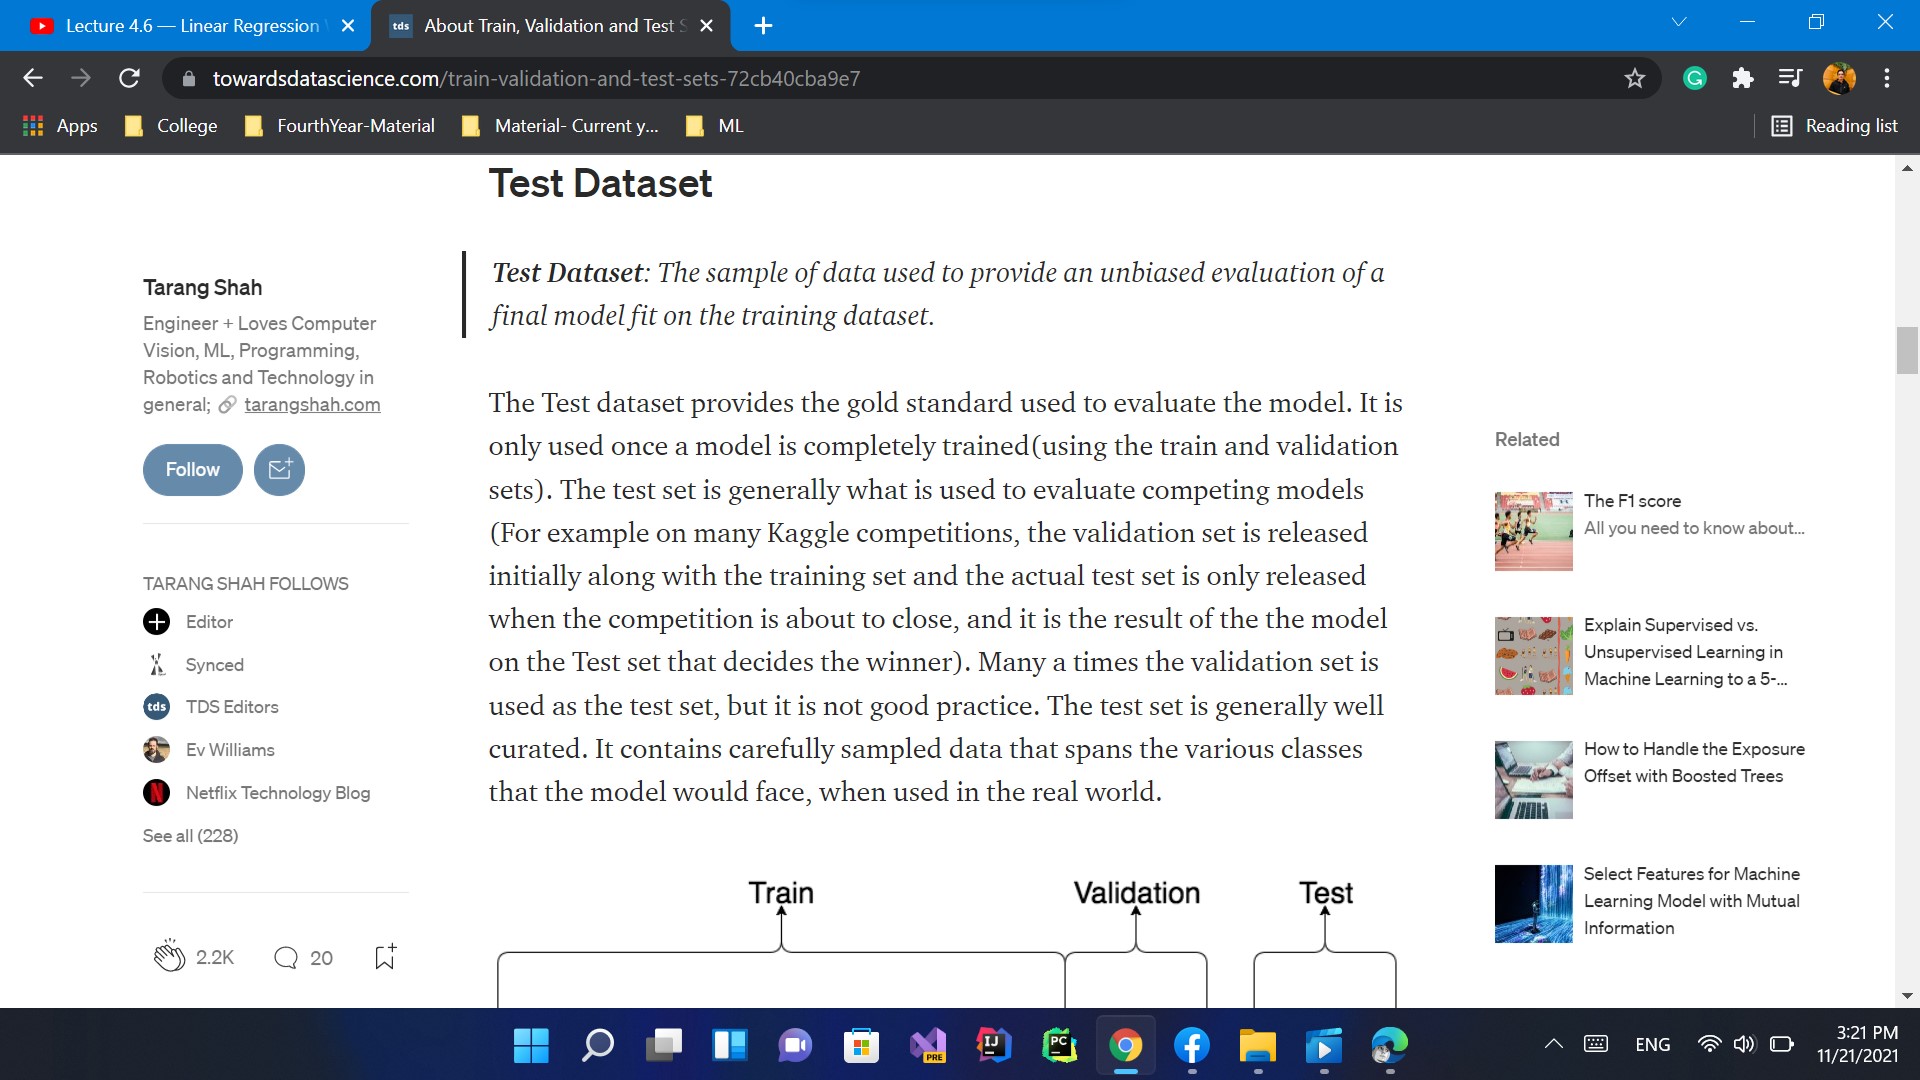 Lecture 4.6 — Linear Regression
tds About Train, Validation and Test S
towardsdatascience.com/train-validation-and-test-sets-72cb40cba9e7
Apps College FourthYear-Material Material- Current y... ML Reading list
Test Dataset
Test Dataset: The sample of data used to provide an unbiased evaluation of a
final model fit on the training dataset.
Tarang Shah
Engineer + Loves Computer
Vision, ML, Programming,
Robotics and Technology in
general; tarangshah.com
Follow
TARANG SHAH FOLLOWS
Editor
Synced
tds TDS Editors
Ev Williams
Netflix Technology Blog
See all (228)
2.2K 20
The Test dataset provides the gold standard used to evaluate the model. It is
only used once a model is completely trained(using the train and validation
sets). The test set is generally what is used to evaluate competing models
(For example on many Kaggle competitions, the validation set is released
initially along with the training set and the actual test set is only released
when the competition is about to close, and it is the result of the the model
on the Test set that decides the winner). Many a times the validation set is
used as the test set, but it is not good practice. The test set is generally well
curated. It contains carefully sampled data that spans the various classes
that the model would face, when used in the real world.
Train Validation Test
Related
The F1 score
All you need to know about...
Explain Supervised vs.
Unsupervised Learning in
Machine Learning to a 5-...
How to Handle the Exposure
Offset with Boosted Trees
Select Features for Machine
Learning Model with Mutual
Information
PRE
IJ
PC
ENG
3:21 PM
11/21/2021